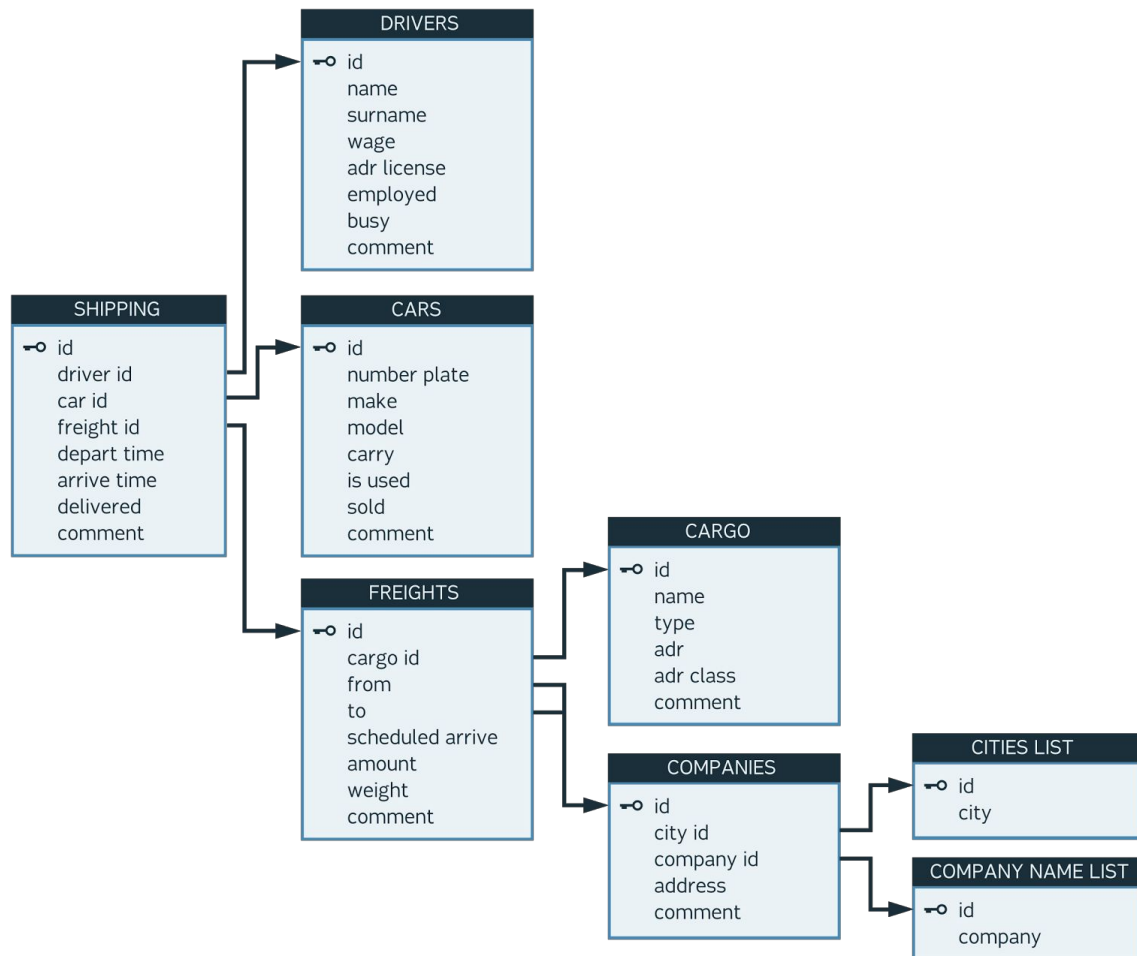 DRIVERS
id
name
surname
wage
adr license
employed
busy
comment
SHIPPING
id
driver id
car id
freight id
depart time
arrive time
delivered
comment
CARS
id
number plate
make
model
carry
is used
sold
comment
FREIGHTS
id
cargo id
from
to
scheduled arrive
amount
weight
comment
CARGO
id
name
type
adr
adr class
comment
COMPANIES
id
city id
company id
address
comment
CITIES LIST
id
city
COMPANY NAME LIST
id
company